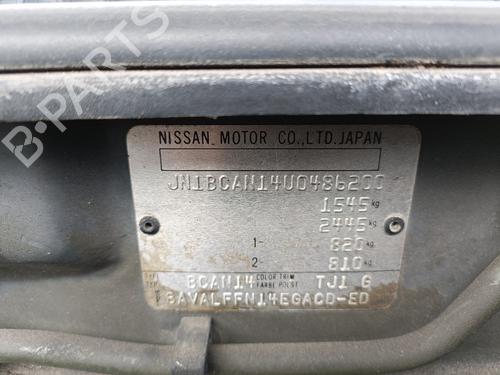 B-PARTS
NISSAN MOTOR CO.,LTD.JAPAN
JN1BCAN14U0486200
1545 kg
2445 kg
1- 820 kg
2- 810 kg
BCAN14 COLOR TRIM FARBE POLST TJ1 G
BAVALFFN14EGACD-ED